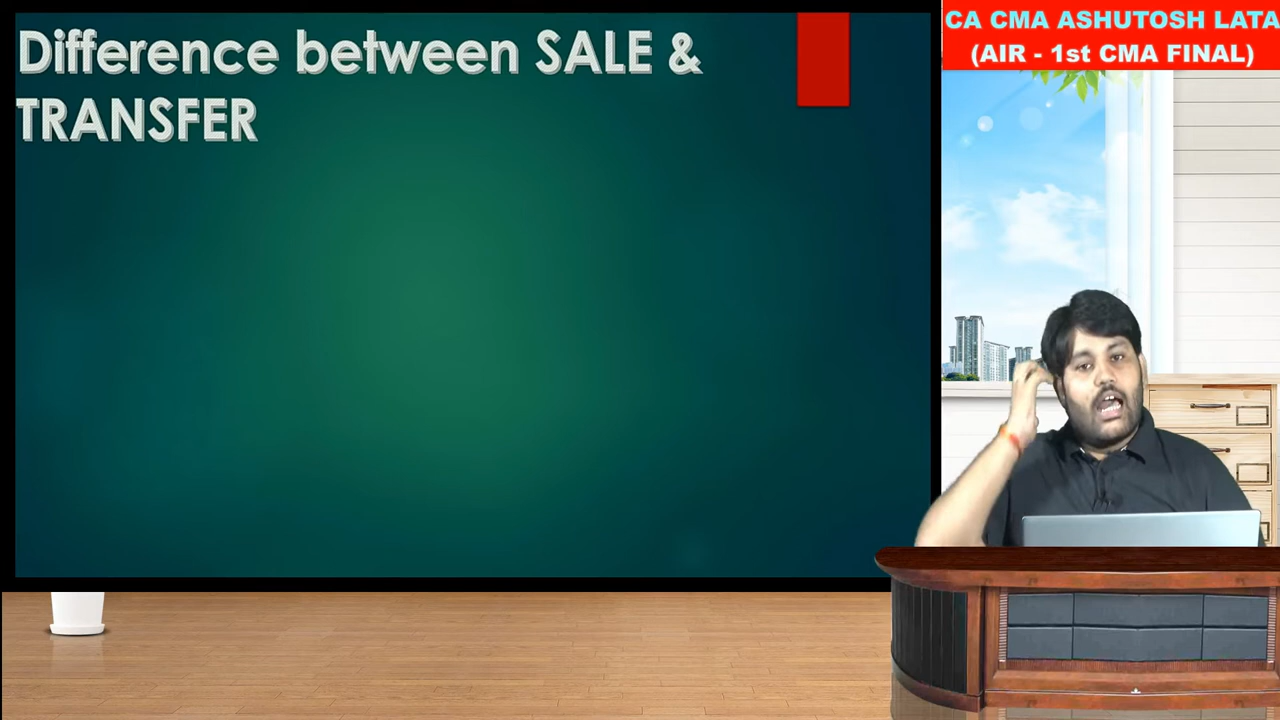 Difference between SALE &
TRANSFER
CA CMA ASHUTOSH LATA
(AIR - 1st CMA FINAL)